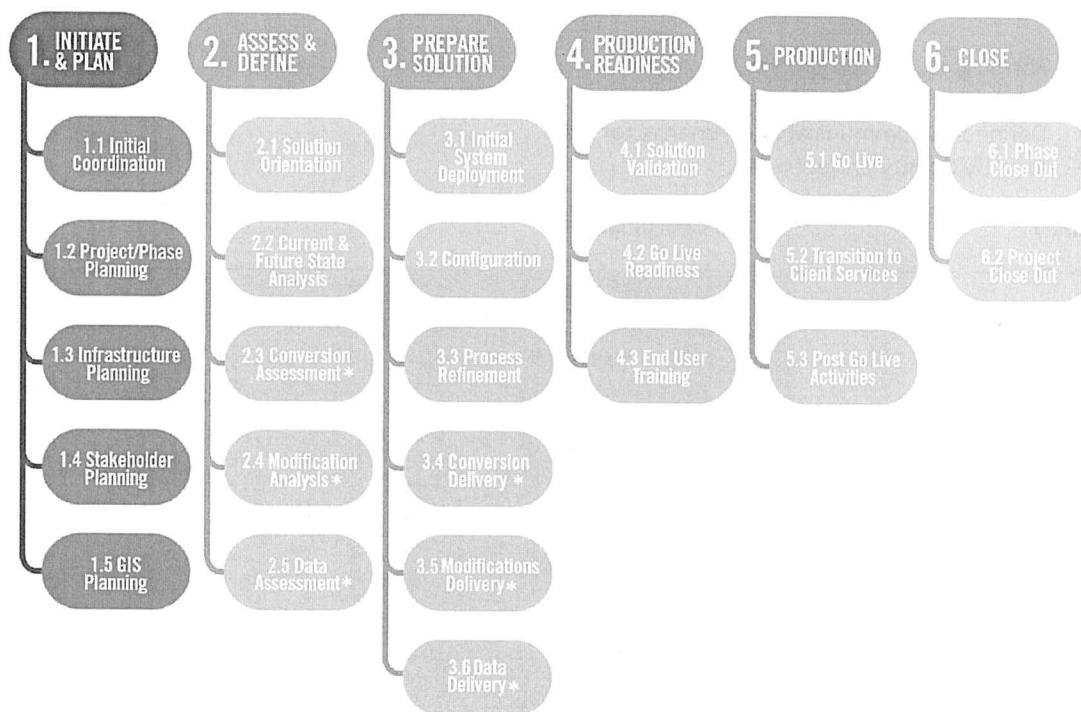 1. INITIATE
& PLAN
1.1 Initial
Coordination
1.2 Project/Phase
Planning
1.3 Infrastructure
Planning
1.4 Stakeholder
Planning
1.5 GIS
Planning
2. ASSESS &
DEFINE
2.1 Solution
Orientation
2.2 Current &
Future State
Analysis
2.3 Conversion
Assessment*
2.4 Modification
Analysis*
2.5 Data
Assessment*
3. PREPARE
SOLUTION
3.1 Initial
System
Deployment
3.2 Configuration
3.3 Process
Refinement
3.4 Conversion
Delivery *
3.5 Modifications
Delivery*
3.6 Data
Delivery*
4. PRODUCTION
READINESS
4.1 Solution
Validation
4.2 Go Live
Readiness
4.3 End User
Training
5. PRODUCTION
5.1 Go Live
5.2 Transition to
Client Services
5.3 Post Go Live
Activities
6. CLOSE
6.1 Phase
Close Out
6.2 Project
Close Out